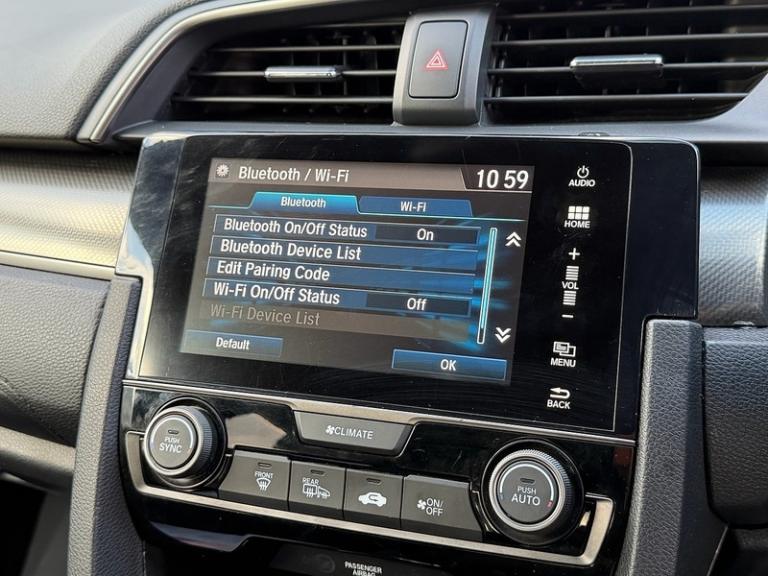 Bluetooth / Wi-Fi
10 59
AUDIO
Bluetooth
Wi-Fi
HOME
Bluetooth On/Off Status
On
Bluetooth Device List
+
VOL
−
Edit Pairing Code
Wi-Fi On/Off Status
Off
Wi-Fi Device List
Default
OK
MENU
BACK
CLIMATE
PUSH
SYNC
FRONT
REAR
ON/
OFF
PUSH
AUTO
PASSENGER
AIRBAG